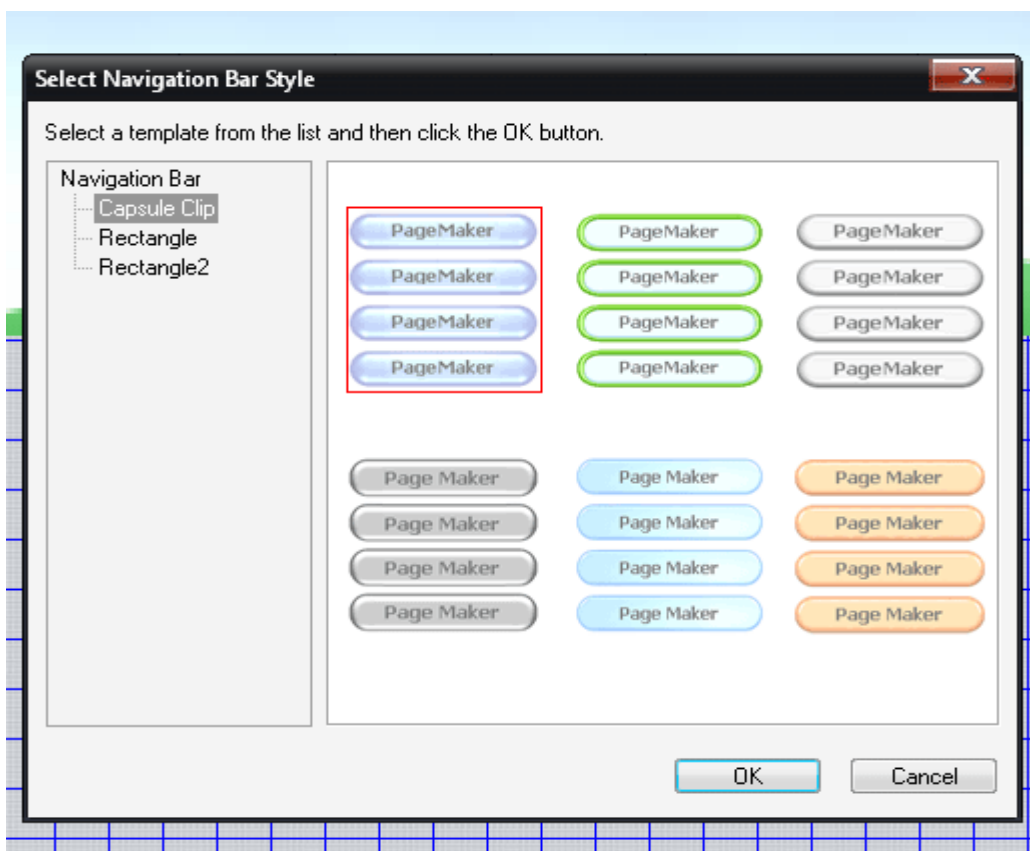 Select Navigation Bar Style
Select a template from the list and then click the OK button.
Navigation Bar
Capsule Clip
Rectangle
Rectangle2
PageMaker PageMaker PageMaker
PageMaker PageMaker PageMaker
PageMaker PageMaker PageMaker
PageMaker PageMaker PageMaker
Page Maker Page Maker Page Maker
Page Maker Page Maker Page Maker
Page Maker Page Maker Page Maker
Page Maker Page Maker Page Maker
OK Cancel